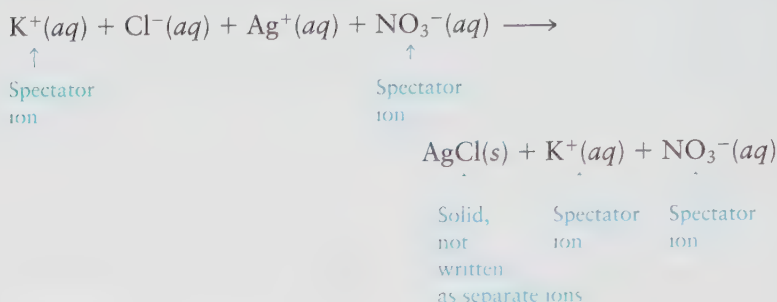 K⁺(aq) + Cl⁻(aq) + Ag⁺(aq) + NO₃⁻(aq) ⟶
↑ ↑
Spectator Spectator
ion ion
AgCl(s) + K⁺(aq) + NO₃⁻(aq)
Solid, Spectator Spectator
not ion ion
written
as separate ions